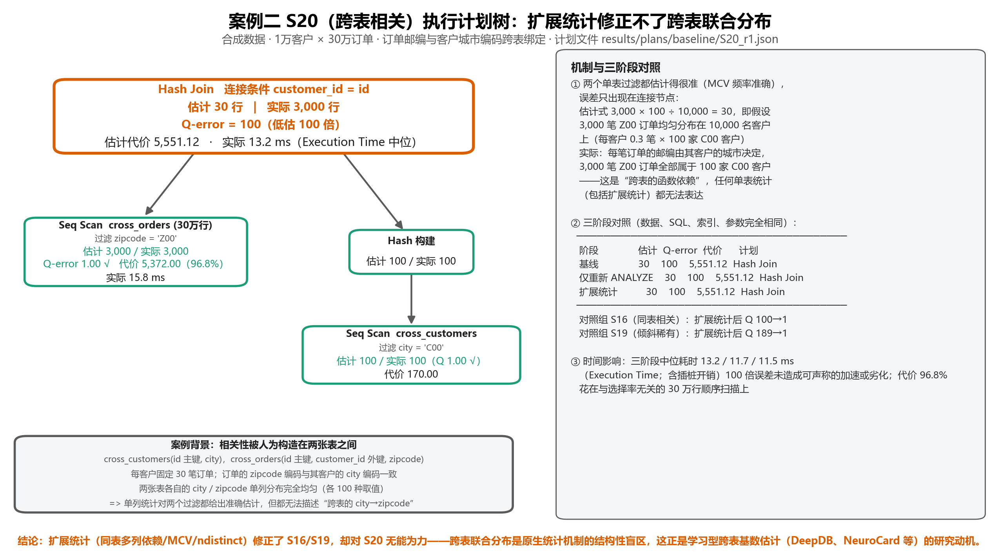 案例二 S20（跨表相关）执行计划树：扩展统计修正不了跨表联合分布
合成数据 · 1万客户 × 30万订单 · 订单邮编与客户城市编码跨表绑定 · 计划文件 results/plans/baseline/S20_r1.json
Hash Join 连接条件 customer_id = id
估计 30 行 | 实际 3,000 行
Q-error = 100（低估 100 倍）
估计代价 5,551.12 · 实际 13.2 ms（Execution Time 中位）
Seq Scan cross_orders (30万行)
过滤 zipcode = 'Z00'
估计 3,000 / 实际 3,000
Q-error 1.00 √ 代价 5,372.00（96.8%）
实际 15.8 ms
Hash 构建
估计 100 / 实际 100
Seq Scan cross_customers
过滤 city = 'C00'
估计 100 / 实际 100（Q 1.00 √）
代价 170.00
案例背景：相关性被人为构造在两张表之间
cross_customers(id 主键, city)，cross_orders(id 主键, customer_id 外键, zipcode)
每客户固定 30 笔订单；订单的 zipcode 编码与其客户的 city 编码一致
两张表各自的 city / zipcode 单列分布完全均匀（各 100 种取值）
=> 单列统计对两个过滤都给出准确估计，但都无法描述“跨表的 city→zipcode”
机制与三阶段对照
① 两个单表过滤都估计得很准（MCV 频率准确），
误差只出现在连接节点：
估计式 3,000 × 100 ÷ 10,000 = 30，即假设
3,000 笔 Z00 订单均匀分布在 10,000 名客户
上（每客户 0.3 笔 × 100 家 C00 客户）
实际：每笔订单的邮编由其客户的城市决定，
3,000 笔 Z00 订单全部属于 100 家 C00 客户
——这是“跨表的函数依赖”，任何单表统计
（包括扩展统计）都无法表达
② 三阶段对照（数据、SQL、索引、参数完全相同）：
阶段 估计 Q-error 代价 计划
基线 30 100 5,551.12 Hash Join
仅重新 ANALYZE 30 100 5,551.12 Hash Join
扩展统计 30 100 5,551.12 Hash Join
对照组 S16（同表相关）：扩展统计后 Q 100→1
对照组 S19（倾斜稀有）：扩展统计后 Q 189→1
③ 时间影响：三阶段中位耗时 13.2 / 11.7 / 11.5 ms
（Execution Time；含插桩开销）100 倍误差未造成可声称的加速或劣化；代价 96.8%
花在与选择率无关的 30 万行顺序扫描上
结论：扩展统计（同表多列依赖/MCV/ndistinct）修正了 S16/S19，却对 S20 无能为力——跨表联合分布是原生统计机制的结构性盲区，这正是学习型跨表基数估计（DeepDB、NeuroCard 等）的研究动机。